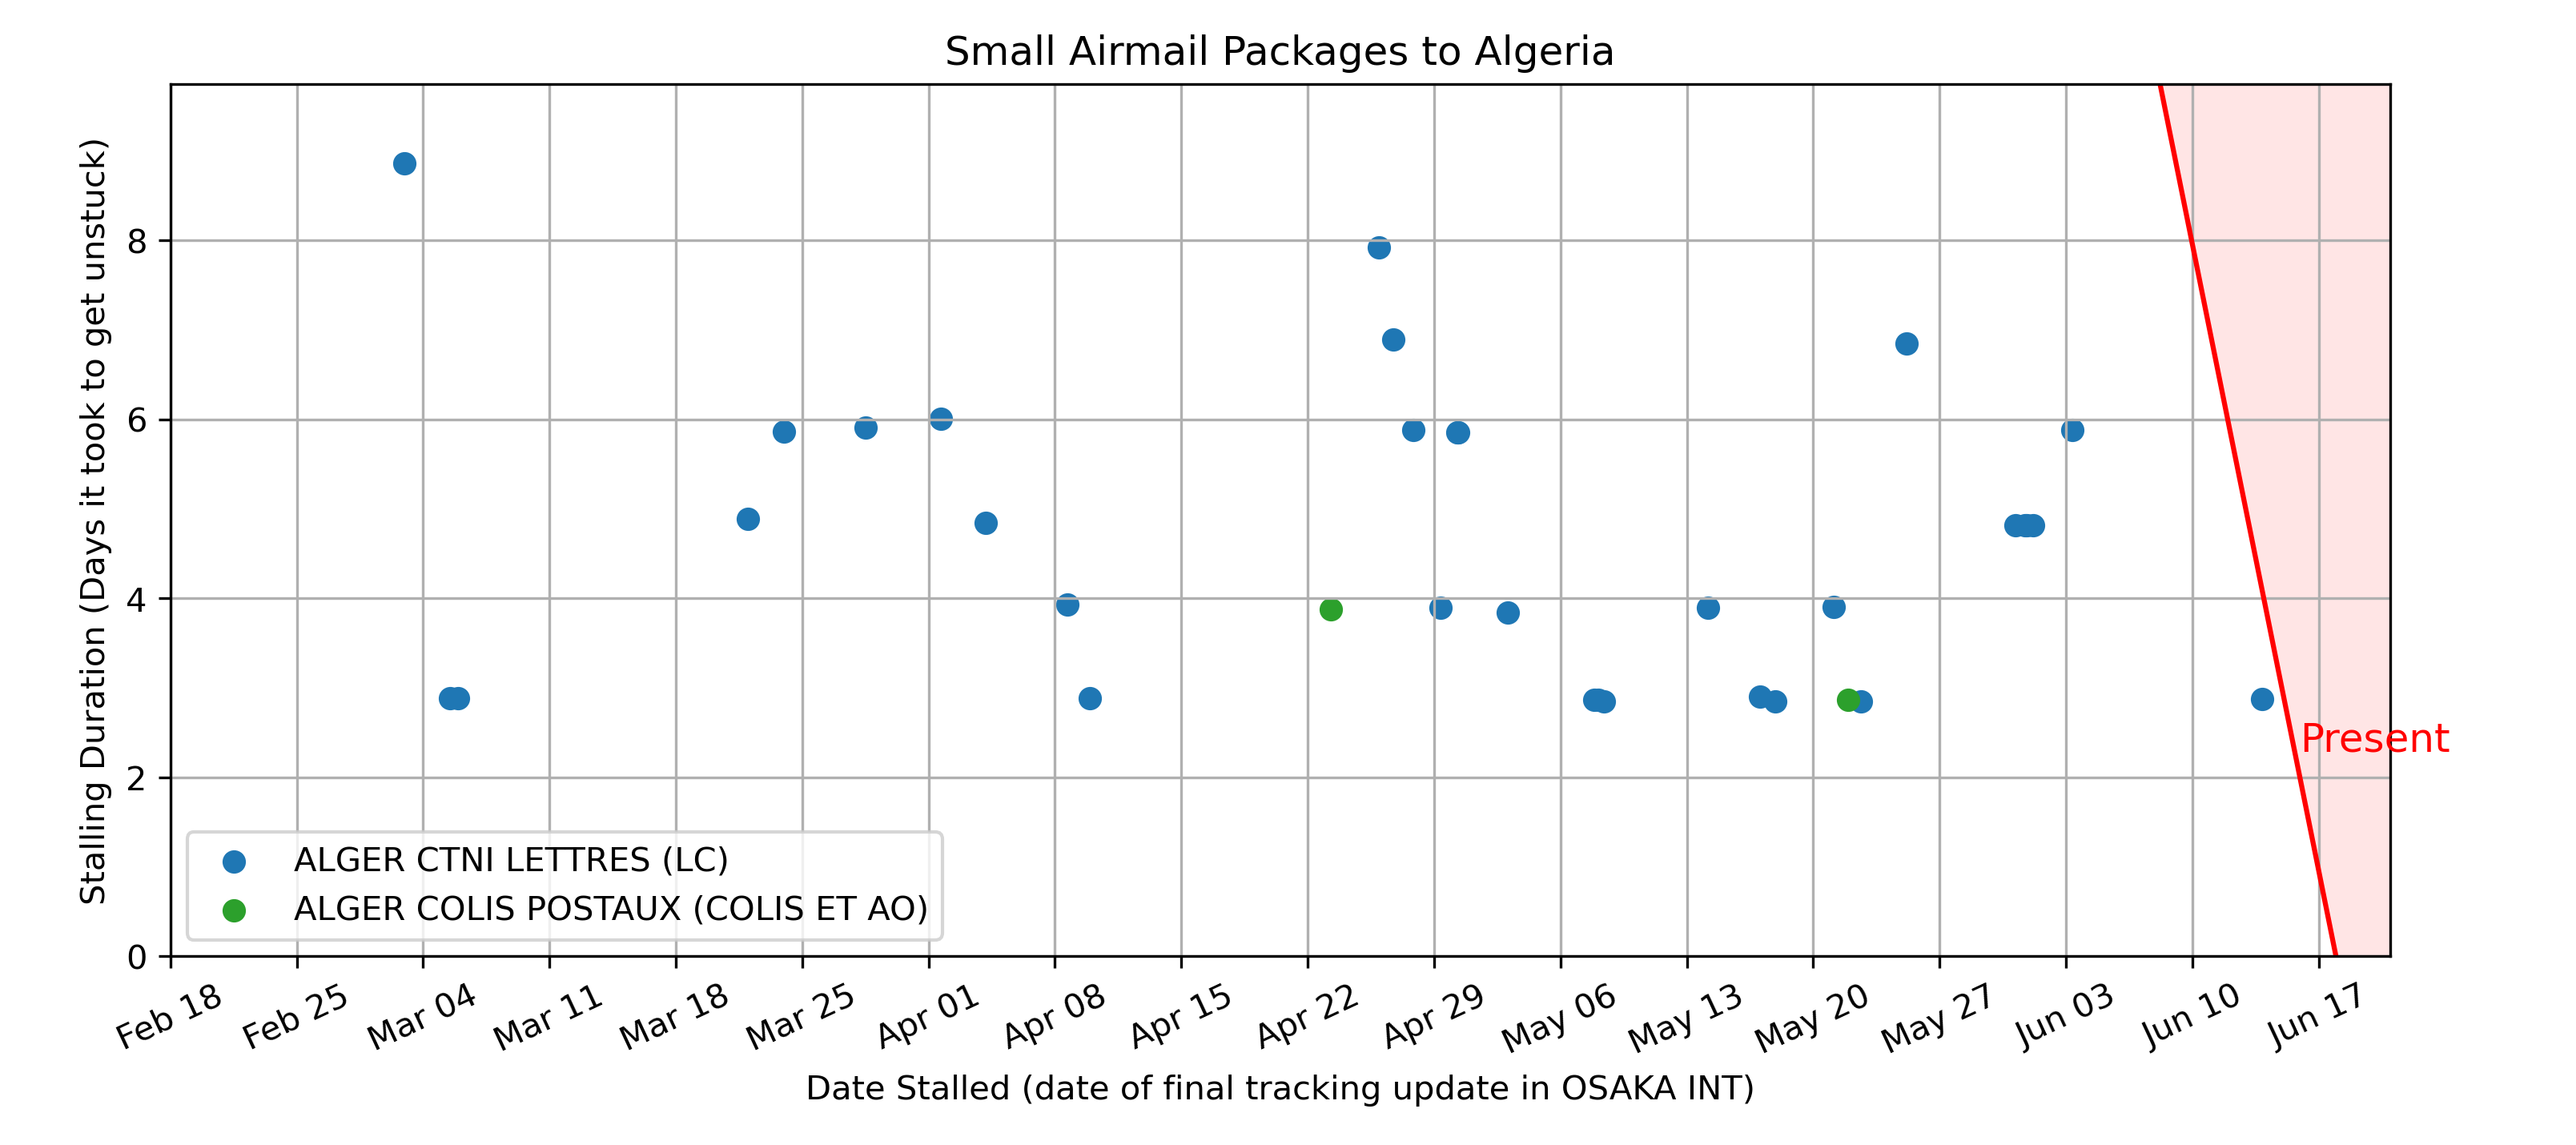 Small Airmail Packages to Algeria
Stalling Duration (Days it took to get unstuck)
8
6
4
2
0
Present
ALGER CTNI LETTRES (LC)
ALGER COLIS POSTAUX (COLIS ET AO)
Feb 18
Feb 25
Mar 04
Mar 11
Mar 18
Mar 25
Apr 01
Apr 08
Apr 15
Apr 22
Apr 29
May 06
May 13
May 20
May 27
Jun 03
Jun 10
Jun 17
Date Stalled (date of final tracking update in OSAKA INT)